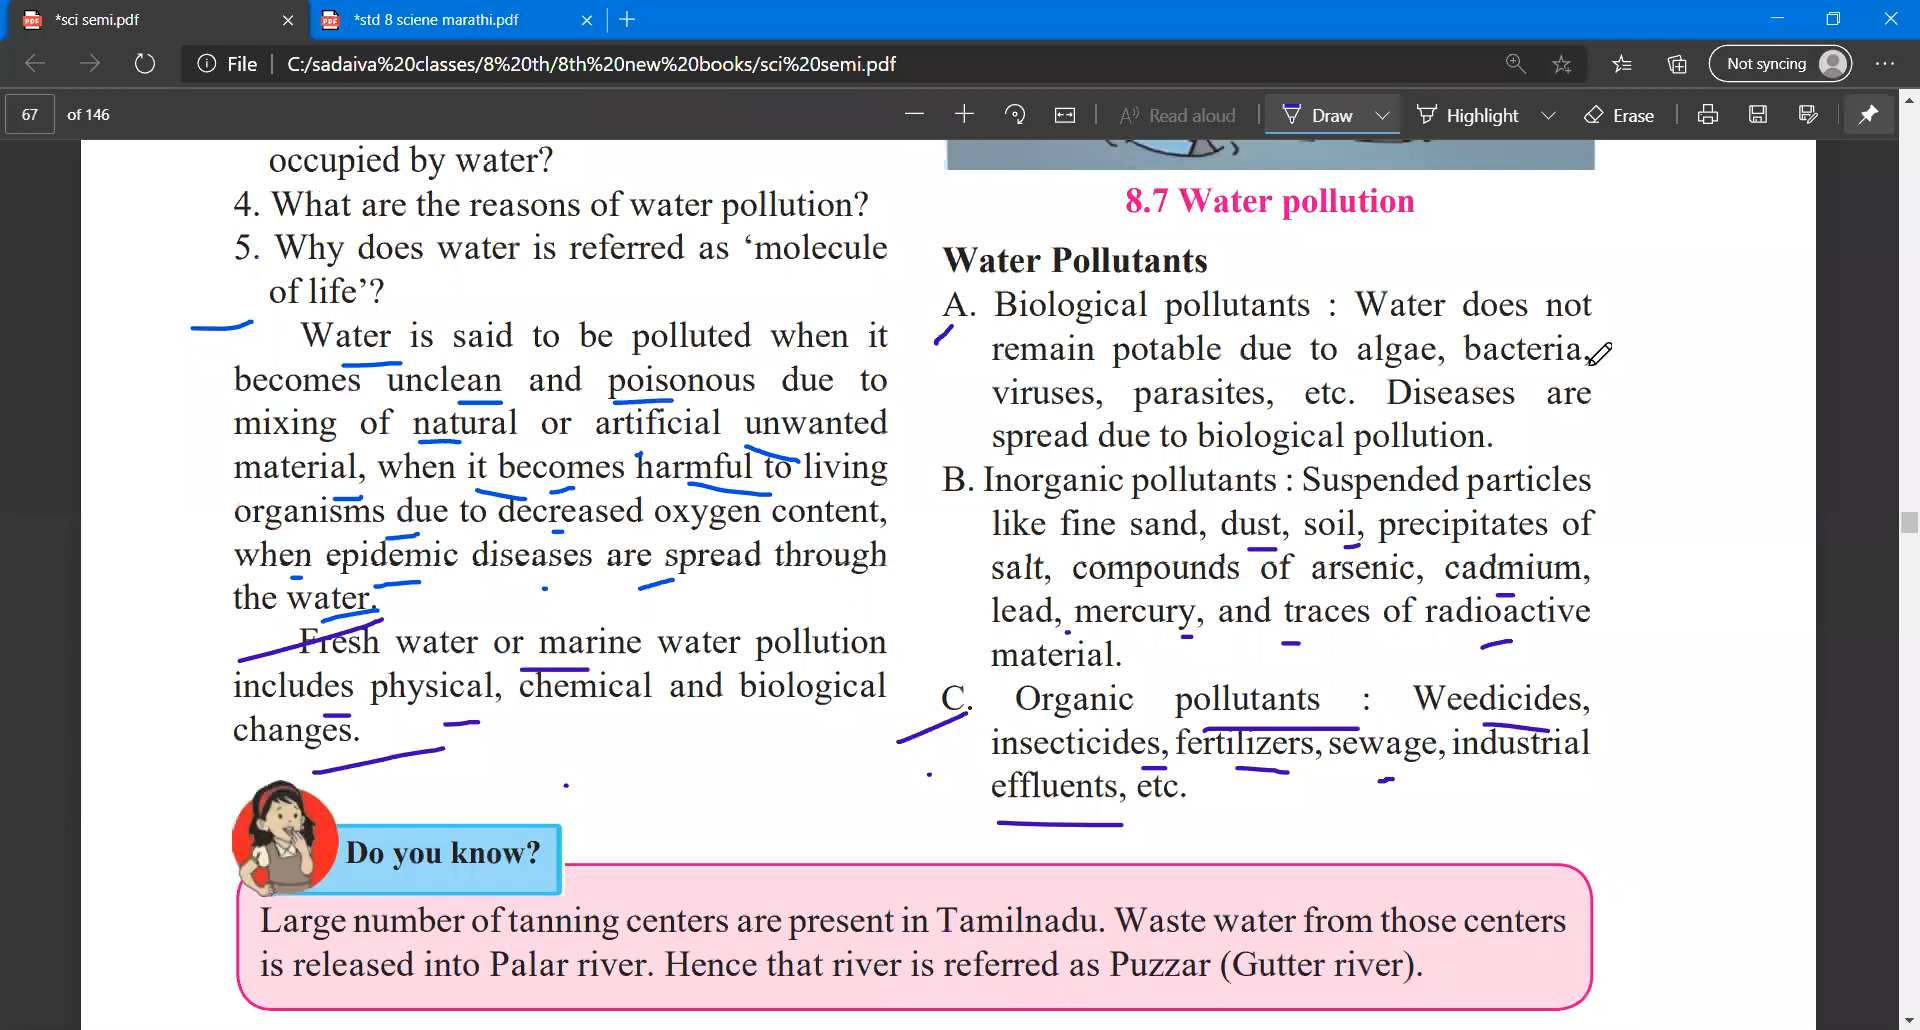 *sci semi.pdf
*std 8 sciene marathi.pdf
File
C:/sadaiva%20classes/8%20th/8th%20new%20books/sci%20semi.pdf
Not syncing
67 of 146
Read aloud
Draw
Highlight
Erase
occupied by water?
4. What are the reasons of water pollution?
5. Why does water is referred as ‘molecule
of life’?
Water is said to be polluted when it
becomes unclean and poisonous due to
mixing of natural or artificial unwanted
material, when it becomes harmful to living
organisms due to decreased oxygen content,
when epidemic diseases are spread through
the water.
Fresh water or marine water pollution
includes physical, chemical and biological
changes.
8.7 Water pollution
Water Pollutants
A. Biological pollutants : Water does not
remain potable due to algae, bacteria,
viruses, parasites, etc. Diseases are
spread due to biological pollution.
B. Inorganic pollutants : Suspended particles
like fine sand, dust, soil, precipitates of
salt, compounds of arsenic, cadmium,
lead, mercury, and traces of radioactive
material.
C. Organic pollutants : Weedicides,
insecticides, fertilizers, sewage, industrial
effluents, etc.
Do you know?
Large number of tanning centers are present in Tamilnadu. Waste water from those centers
is released into Palar river. Hence that river is referred as Puzzar (Gutter river).